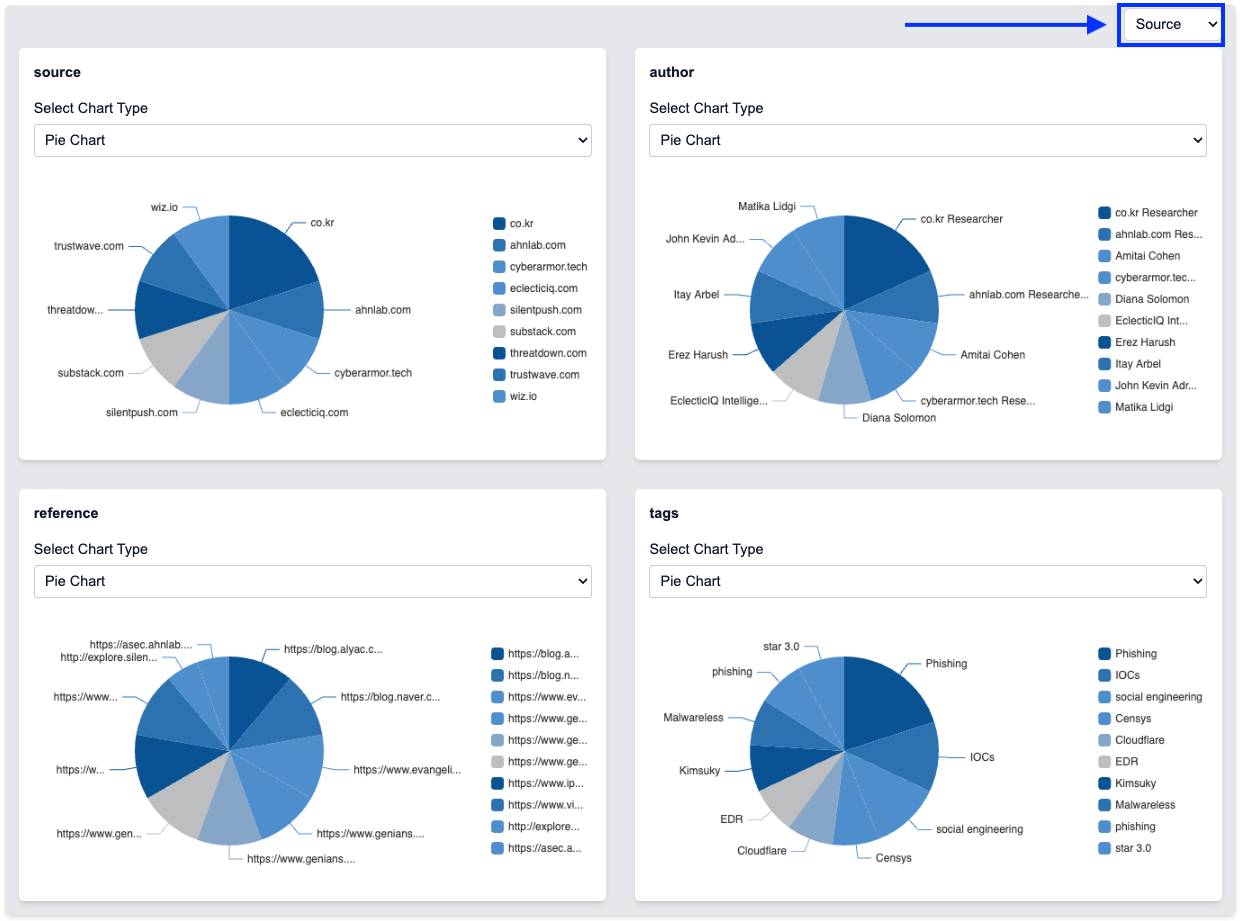 Source
source
Select Chart Type
Pie Chart
wiz.io
co.kr
trustwave.com
threatdow...
ahnlab.com
substack.com
cyberarmor.tech
silentpush.com
eclecticiq.com
co.kr
ahnlab.com
cyberarmor.tech
eclecticiq.com
silentpush.com
substack.com
threatdown.com
trustwave.com
wiz.io
author
Select Chart Type
Pie Chart
Matika Lidgi
co.kr Researcher
John Kevin Ad...
Itay Arbel
ahnlab.com Researche...
Erez Harush
Amitai Cohen
EclecticIQ Intellige...
cyberarmor.tech Rese...
Diana Solomon
co.kr Researcher
ahnlab.com Res...
Amitai Cohen
cyberarmor.tec...
Diana Solomon
EclecticIQ Int...
Erez Harush
Itay Arbel
John Kevin Adr...
Matika Lidgi
reference
Select Chart Type
Pie Chart
https://asec.ahnlab....
https://blog.alyac.c...
http://explore.silen...
https://www...
https://blog.naver.c...
https://w...
https://www.evangeli...
https://www.gen...
https://www.genians....
https://www.genians....
https://blog.a...
https://blog.n...
https://www.ev...
https://www.ge...
https://www.ge...
https://www.ge...
https://www.ip...
https://www.vi...
http://explore...
https://asec.a...
tags
Select Chart Type
Pie Chart
star 3.0
Phishing
phishing
Malwareless
IOCs
Kimsuky
EDR
social engineering
Cloudflare
Censys
Phishing
IOCs
social engineering
Censys
Cloudflare
EDR
Kimsuky
Malwareless
phishing
star 3.0